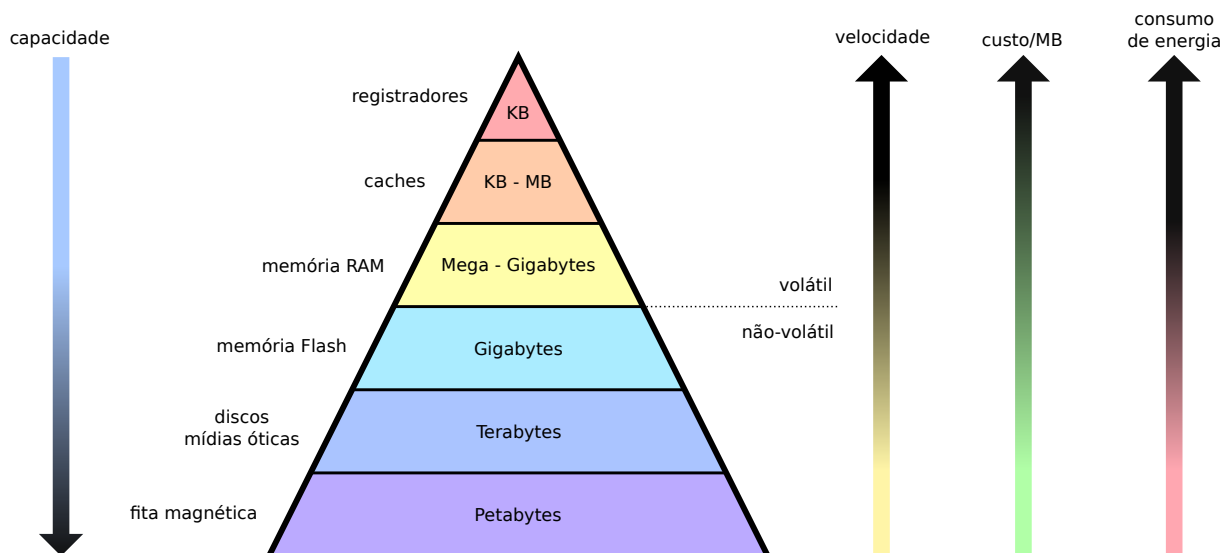 capacidade
velocidade
custo/MB
consumo
de energia
registradores
KB
caches
KB - MB
memória RAM
Mega - Gigabytes
volátil
não-volátil
memória Flash
Gigabytes
discos
mídias óticas
Terabytes
fita magnética
Petabytes